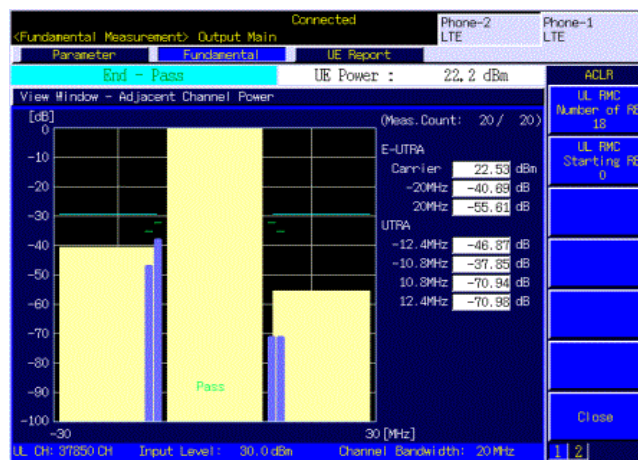 Connected
Phone-2
LTE
Phone-1
LTE
<Fundamental Measurement> Output Main
Parameter
Fundamental
UE Report
End - Pass
UE Power :
22.2 dBm
ACLR
View Window - Adjacent Channel Power
UL RMC
Number of RB
18
[dB]
(Meas.Count: 20/ 20)
UL RMC
Starting RB
0
0
-10
-20
-30
-40
-50
-60
-70
-80
-90
-100
E-UTRA
Carrier 22.53 dBm
-20MHz -40.69 dB
20MHz -55.61 dB
UTRA
-12.4MHz -46.87 dB
-10.8MHz -37.85 dB
10.8MHz -70.94 dB
12.4MHz -70.98 dB
Pass
-30
30 [MHz]
Close
UL CH: 37850 CH Input Level: 30.0 dBm Channel Bandwidth: 20 MHz
1 2